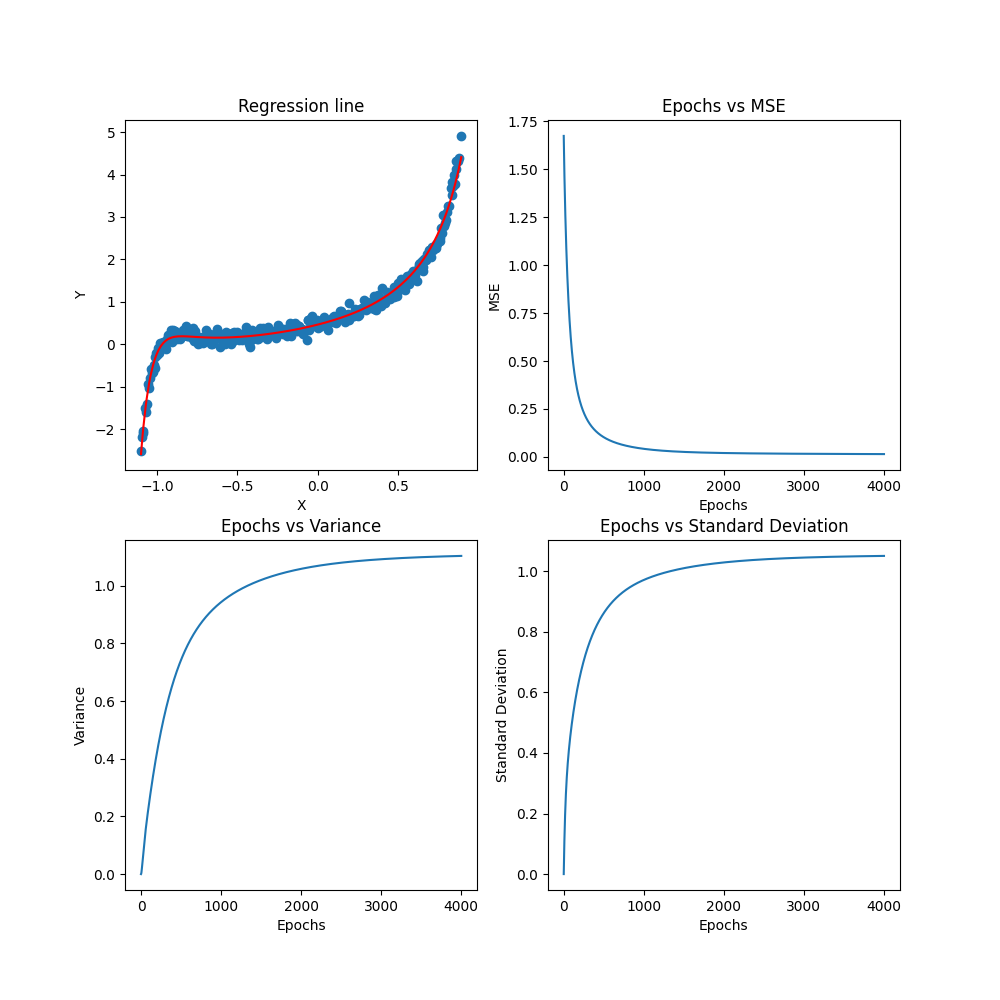 Regression line
5
4
3
2
1
0
−1
−2
Y
−1.0 −0.5 0.0 0.5
X
Epochs vs MSE
1.75
1.50
1.25
1.00
0.75
0.50
0.25
0.00
MSE
0 1000 2000 3000 4000
Epochs
Epochs vs Variance
1.0
0.8
0.6
0.4
0.2
0.0
Variance
0 1000 2000 3000 4000
Epochs
Epochs vs Standard Deviation
1.0
0.8
0.6
0.4
0.2
0.0
Standard Deviation
0 1000 2000 3000 4000
Epochs